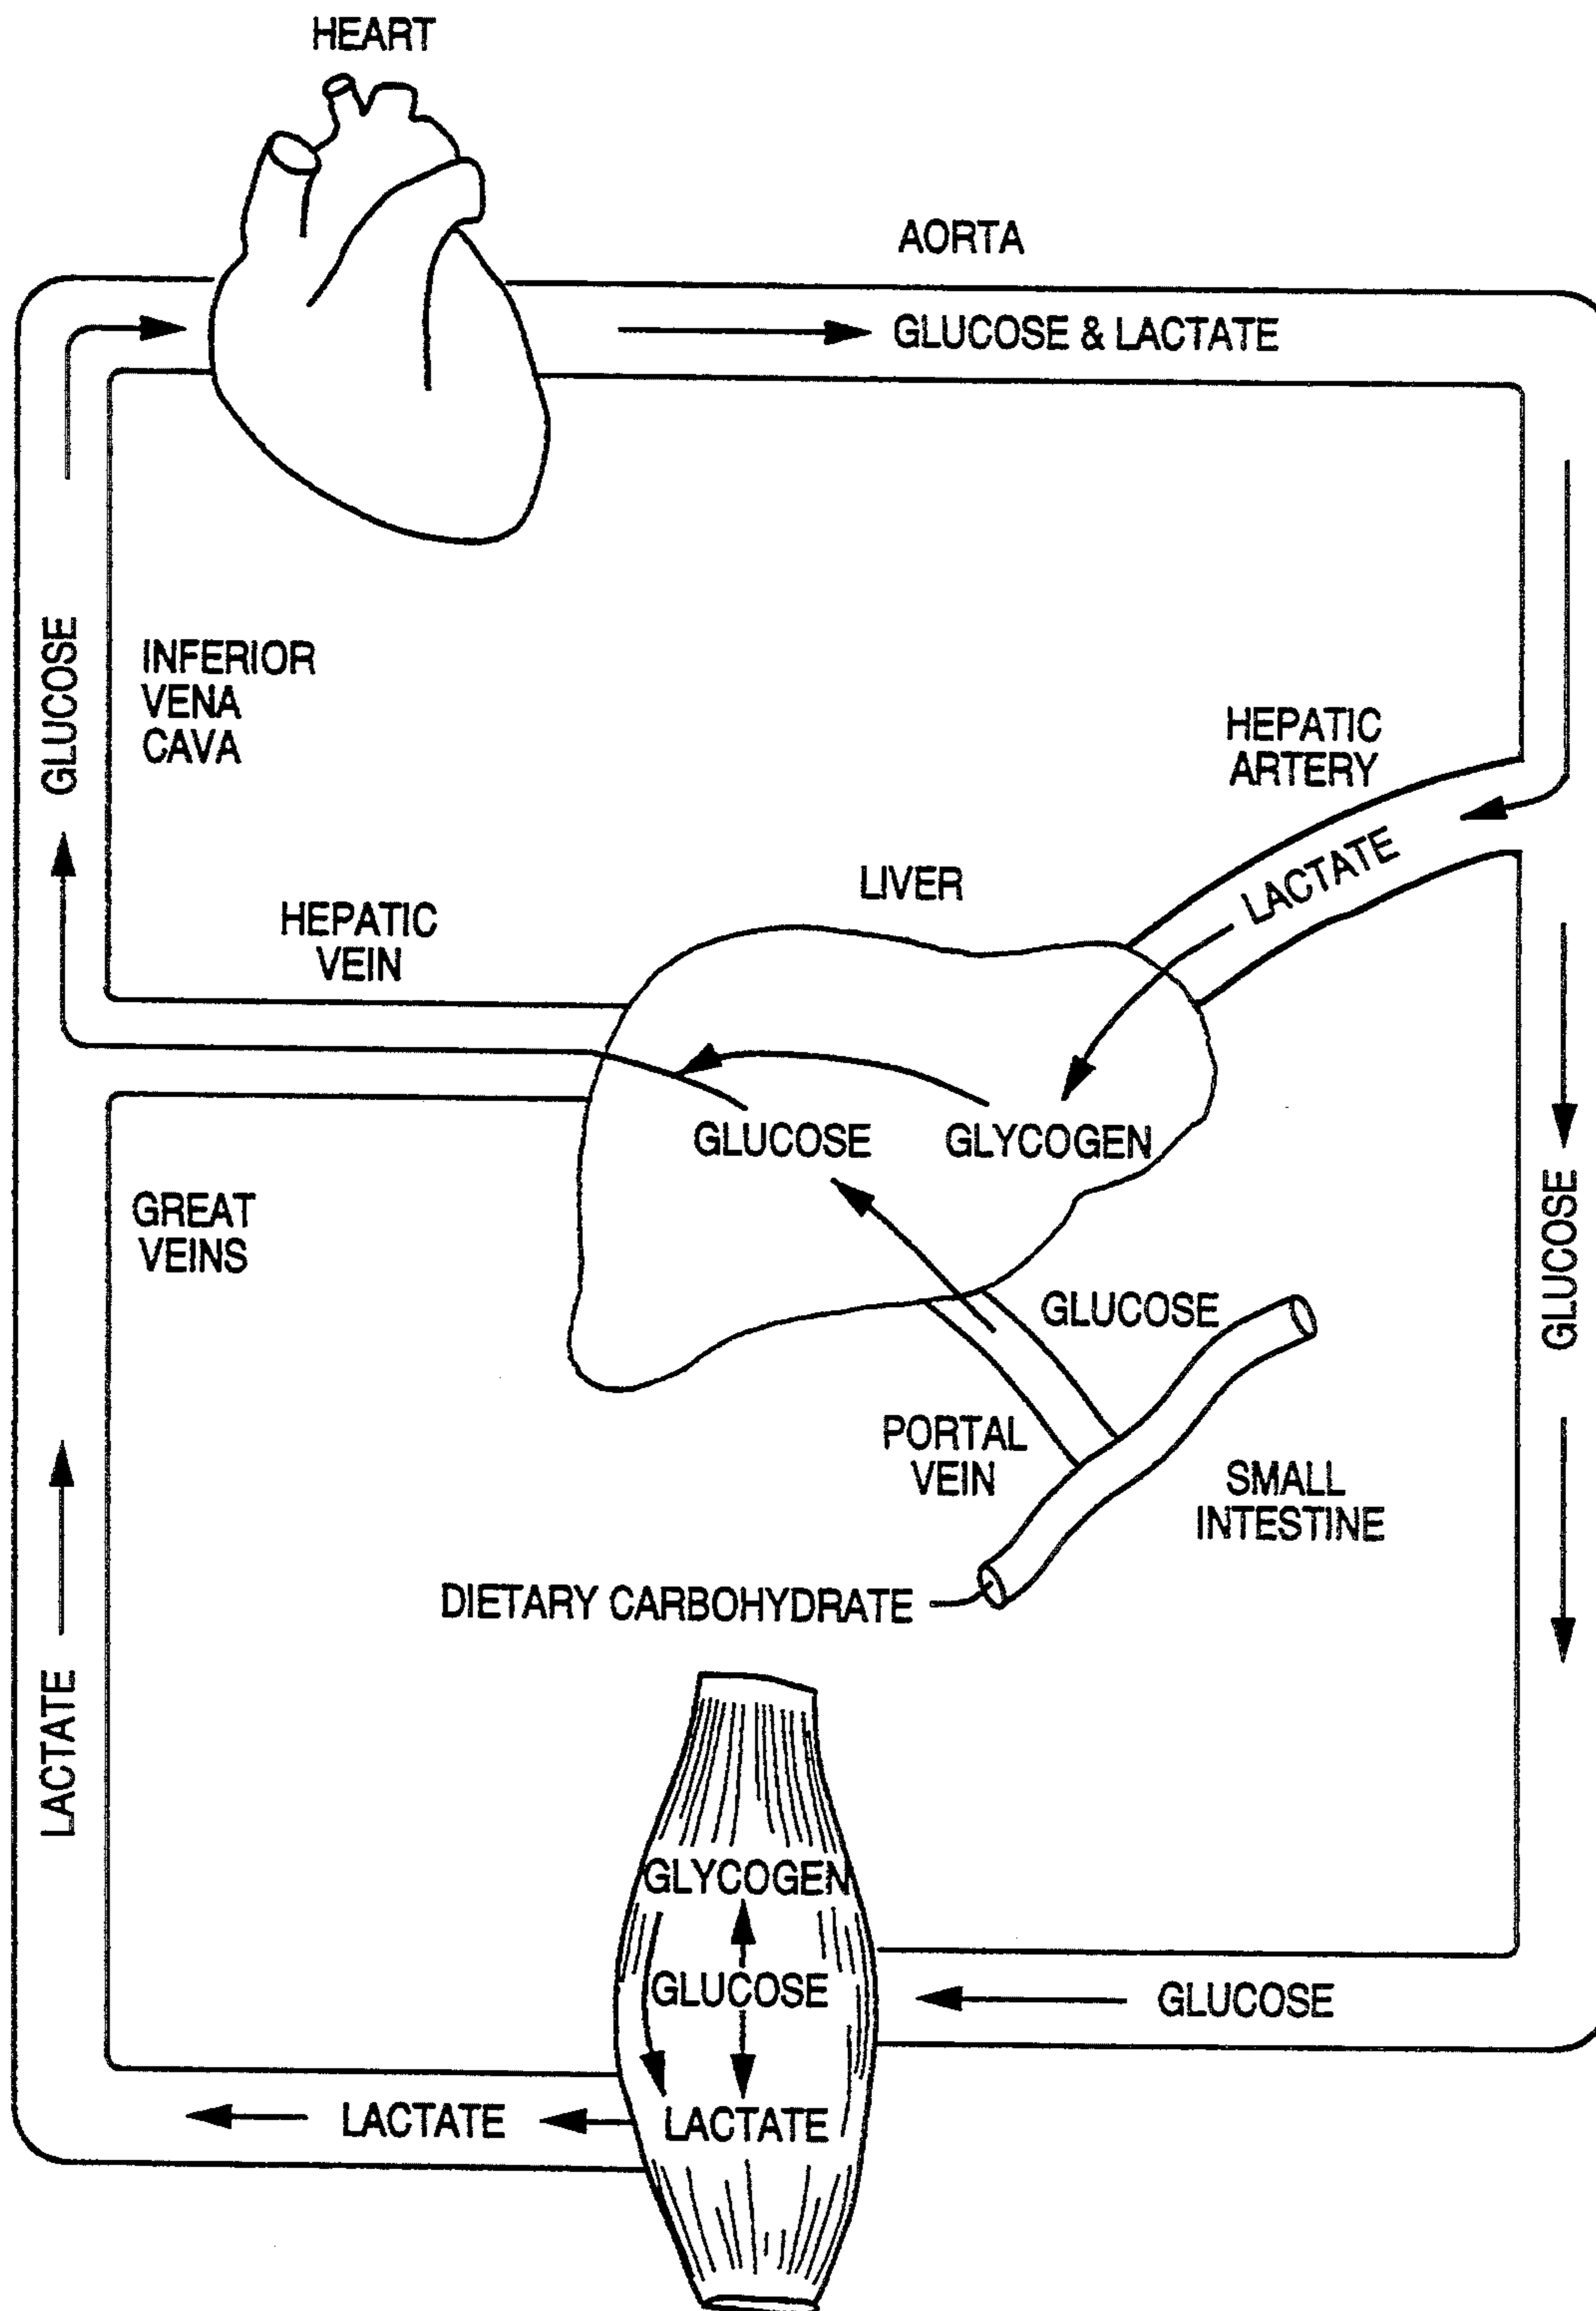 HEART
AORTA
GLUCOSE & LACTATE
GLUCOSE
INFERIOR
VENA
CAVA
HEPATIC
ARTERY
LACTATE
LIVER
HEPATIC
VEIN
GLUCOSE
GLYCOGEN
GREAT
VEINS
GLUCOSE
GLUCOSE
PORTAL
VEIN
SMALL
INTESTINE
DIETARY CARBOHYDRATE
LACTATE
GLYCOGEN
GLUCOSE
GLUCOSE
LACTATE
LACTATE